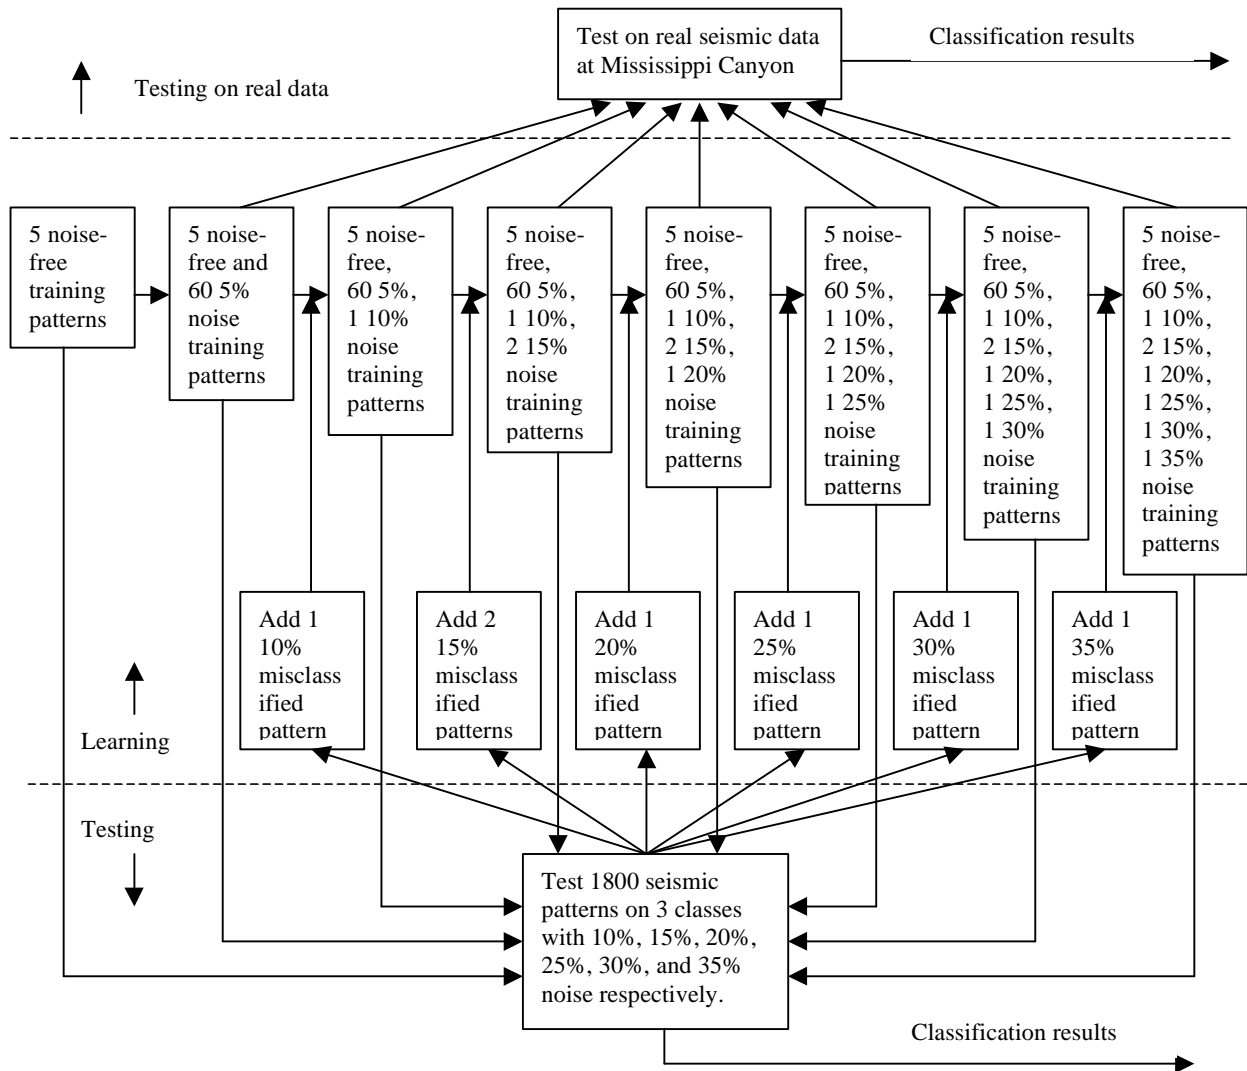 Test on real seismic data
at Mississippi Canyon
Classification results
Testing on real data
5 noise-
free
training
patterns
5 noise-
free and
60 5%
noise
training
patterns
5 noise-
free,
60 5%,
1 10%
noise
training
patterns
5 noise-
free,
60 5%,
1 10%,
2 15%
noise
training
patterns
5 noise-
free,
60 5%,
1 10%,
2 15%,
1 20%
noise
training
patterns
5 noise-
free,
60 5%,
1 10%,
2 15%,
1 20%,
1 25%
noise
training
patterns
5 noise-
free,
60 5%,
1 10%,
2 15%,
1 20%,
1 25%,
1 30%
noise
training
patterns
5 noise-
free,
60 5%,
1 10%,
2 15%,
1 20%,
1 25%,
1 30%,
1 35%
noise
training
patterns
Add 1
10%
misclass
ified
pattern
Add 2
15%
misclass
ified
patterns
Add 1
20%
misclass
ified
pattern
Add 1
25%
misclass
ified
pattern
Add 1
30%
misclass
ified
pattern
Add 1
35%
misclass
ified
pattern
Learning
Testing
Test 1800 seismic
patterns on 3 classes
with 10%, 15%, 20%,
25%, 30%, and 35%
noise respectively.
Classification results